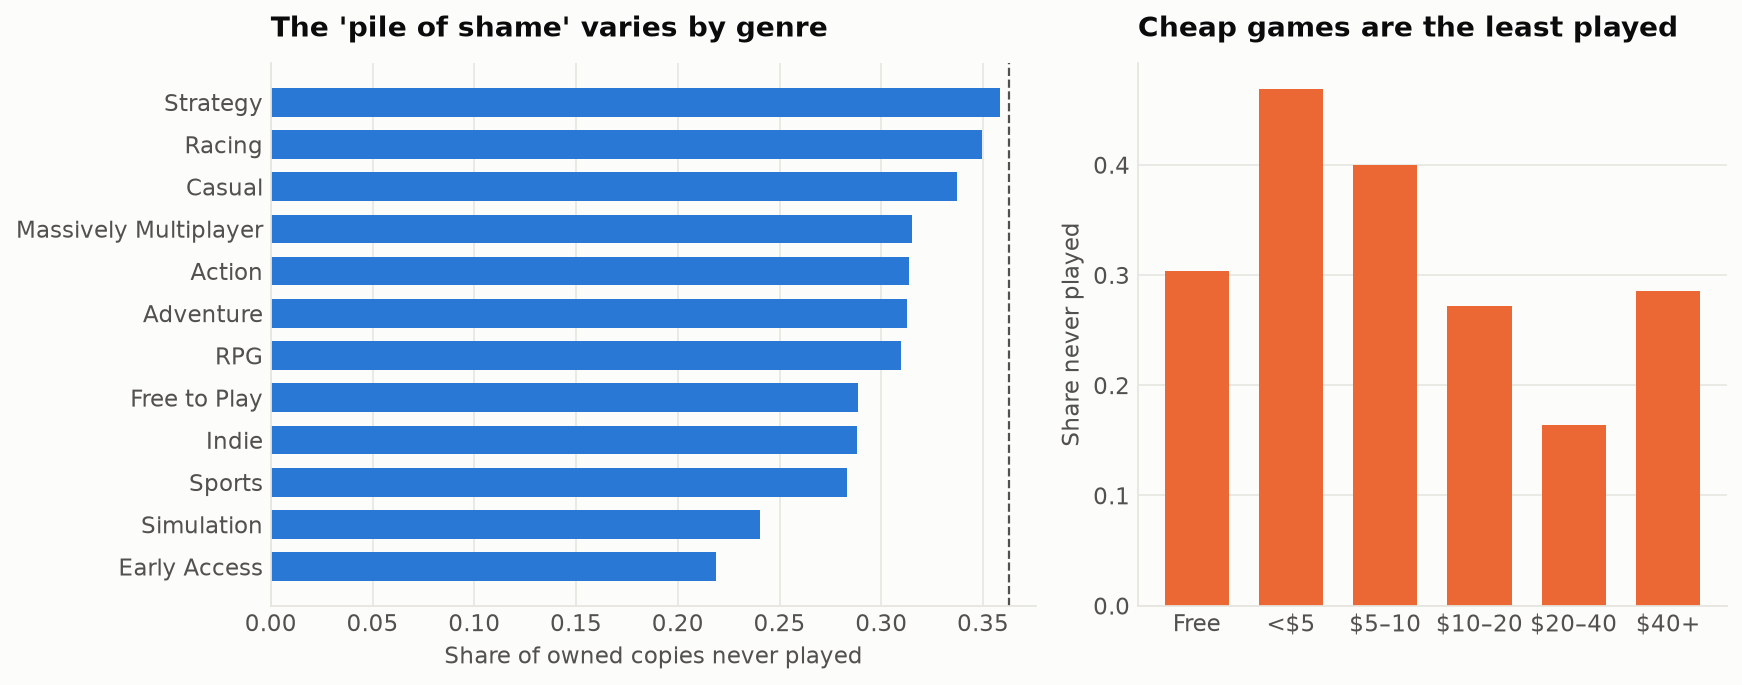 The 'pile of shame' varies by genre
Strategy
Racing
Casual
Massively Multiplayer
Action
Adventure
RPG
Free to Play
Indie
Sports
Simulation
Early Access
0.00 0.05 0.10 0.15 0.20 0.25 0.30 0.35
Share of owned copies never played
Cheap games are the least played
Share never played
0.4
0.3
0.2
0.1
0.0
Free <$5 $5–10 $10–20 $20–40 $40+